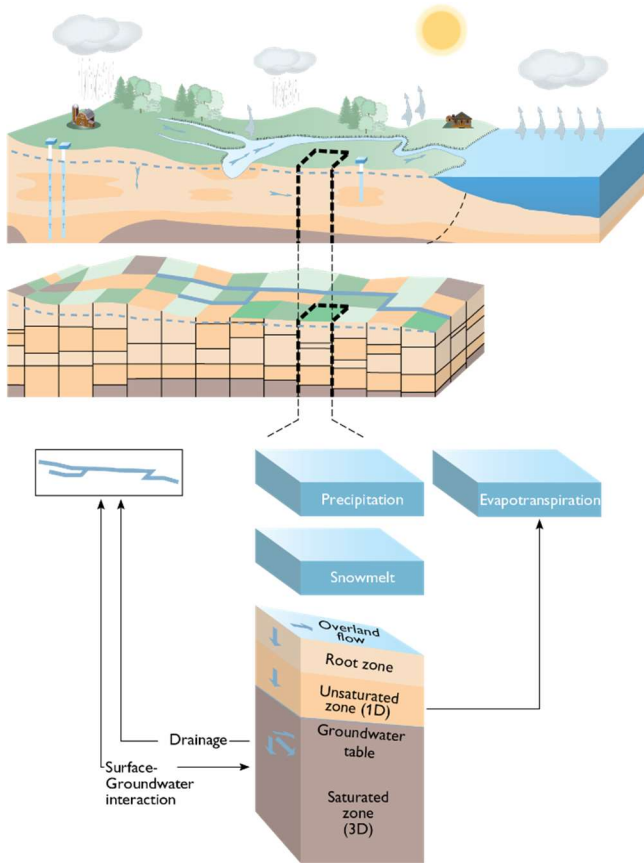 Precipitation
Evapotranspiration
Snowmelt
Overland
flow
Root zone
Unsaturated
zone (1D)
Groundwater
table
Drainage
Surface-
Groundwater
interaction
Saturated
zone
(3D)